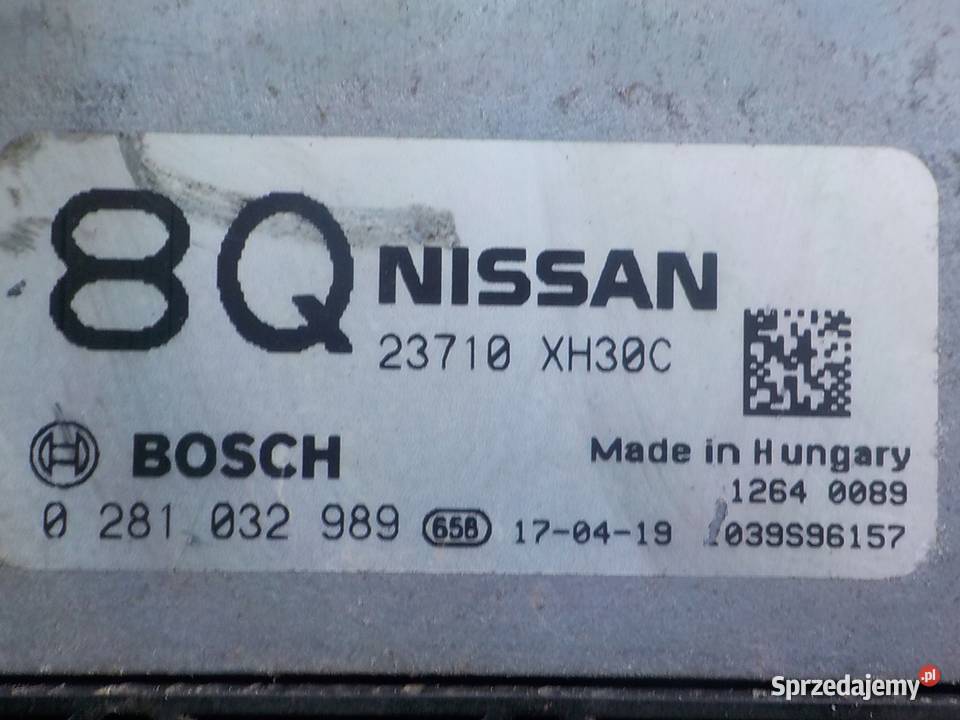 8Q NISSAN
23710 XH30C
BOSCH
Made in Hungary
1264 0089
0 281 032 989 658 17-04-19 1039S96157
Sprzedajemy.pl